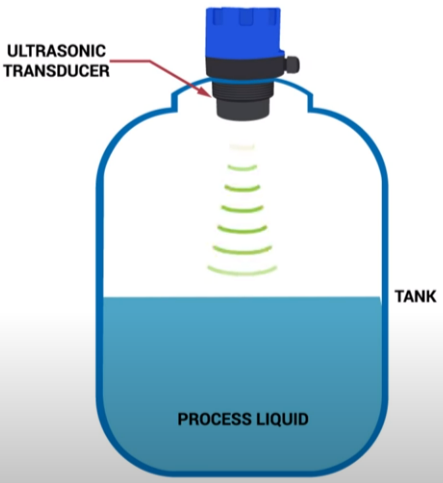 ULTRASONIC
TRANSDUCER
TANK
PROCESS LIQUID